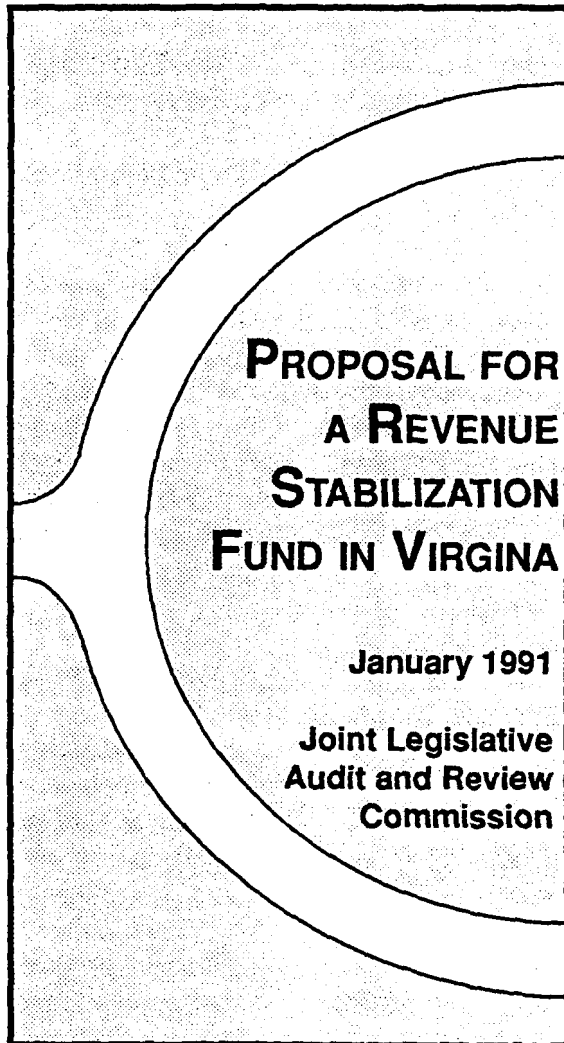 PROPOSAL FOR
A REVENUE
STABILIZATION
FUND IN VIRGINA
January 1991
Joint Legislative
Audit and Review
Commission